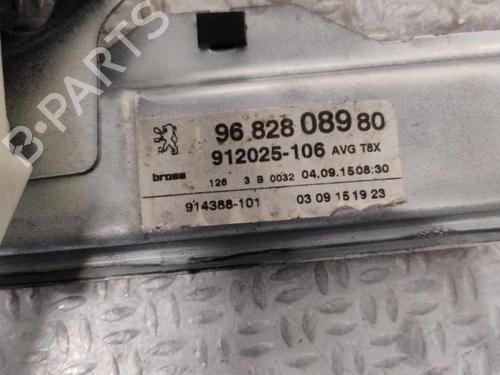 96 828 089 80
912025-106 AVG T8X
brose 126 3 B 0032 04.09.15 08:30
914388-101 03 09 15 19 23
B-PARTS